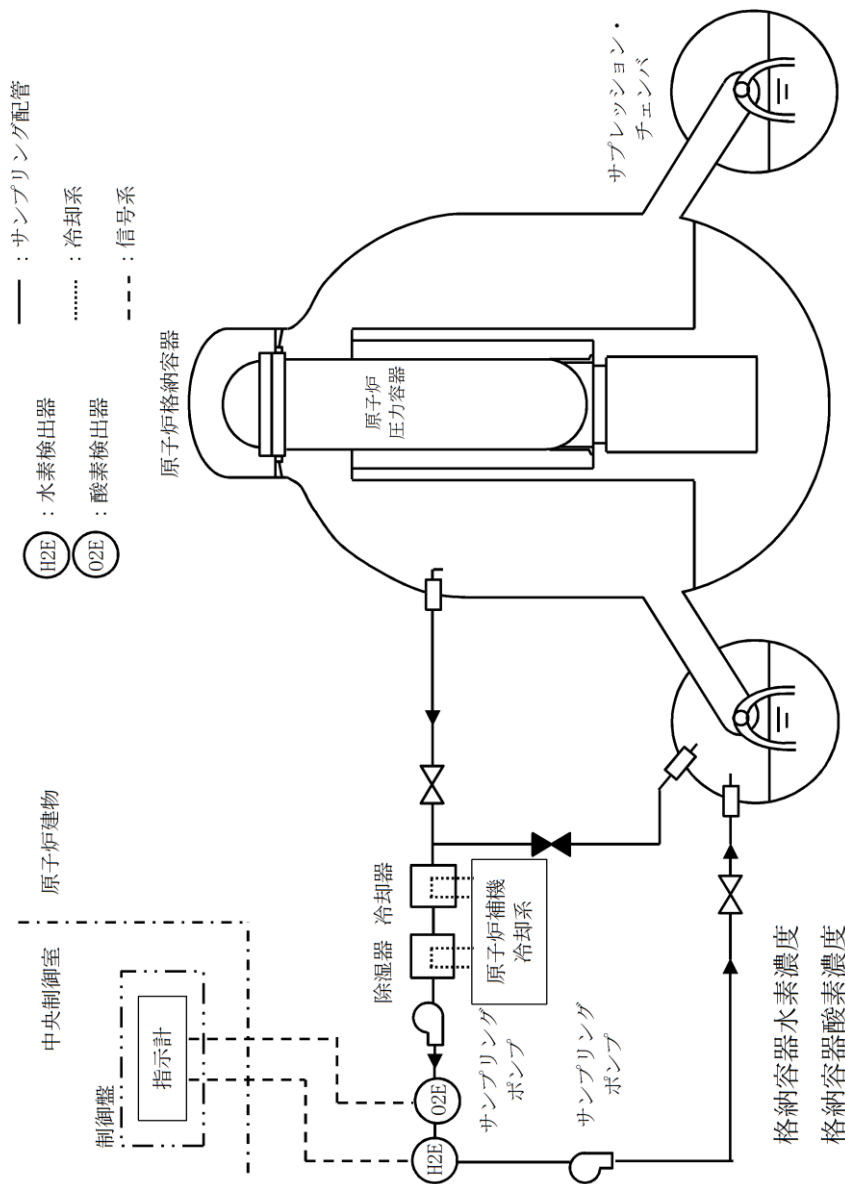 H2E
：水素検出器
O2E
：酸素検出器
：サンプリング配管
：冷却系
：信号系
中央制御室
原子炉建物
制御盤
指示計
原子炉格納容器
原子炉
圧力容器
サプレッション・
チェンバ
除湿器
冷却器
原子炉補機
冷却系
O2E
H2E
サンプリング
ポンプ
サンプリング
ポンプ
格納容器水素濃度
格納容器酸素濃度